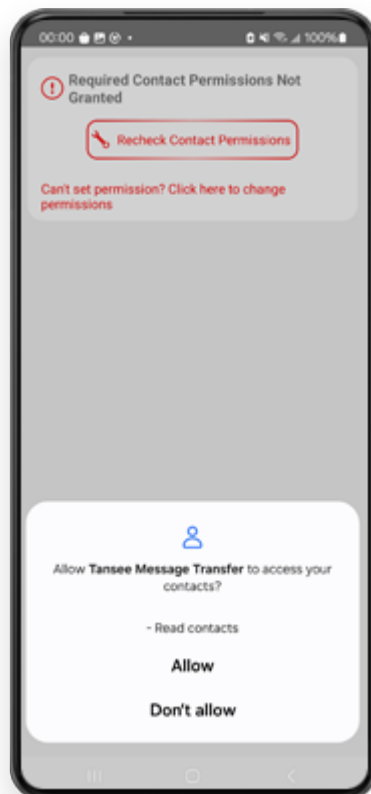 00:00
100%
Required Contact Permissions Not
Granted
Recheck Contact Permissions
Can't set permission? Click here to change
permissions
Allow Tansee Message Transfer to access your
contacts?
- Read contacts
Allow
Don't allow